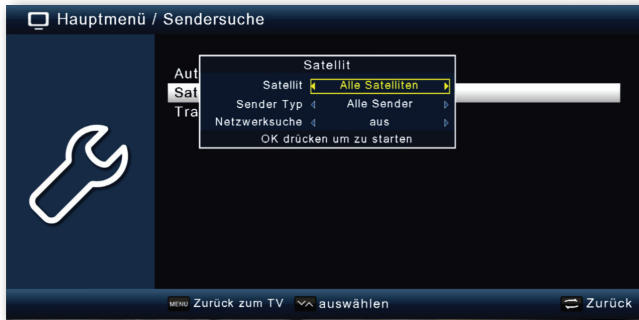 Hauptmenü / Sendersuche
Satellit
Aut
Satellit Alle Satelliten
Sat
Sender Typ Alle Sender
Tra
Netzwerksuche aus
OK drücken um zu starten
MENU Zurück zum TV auswählen Zurück